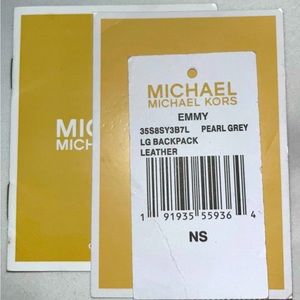 MI
MICH
MICHAEL
MICHAEL KORS
EMMY
35S8SY3B7L PEARL GREY
LG BACKPACK
LEATHER
1 91935 55936 4
NS